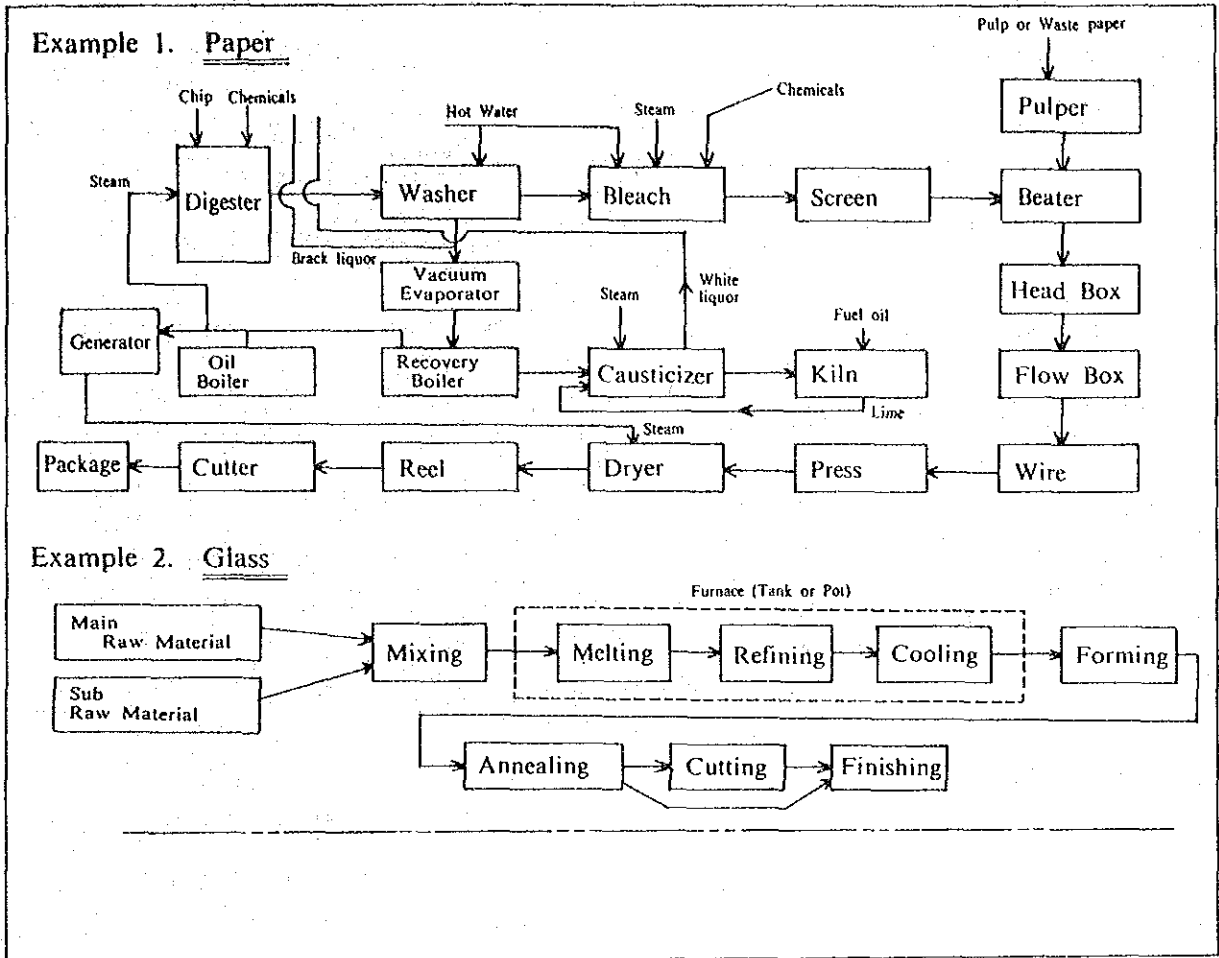 Example 1. Paper
Pulp or Waste paper
Chip
Chemicals
Hot Water
Steam
Chemicals
Pulper
Steam
Digester
Washer
Bleach
Screen
Beater
Brack liquor
Vacuum
Evaporator
White
liquor
Steam
Head Box
Fuel oil
Generator
Oil
Boiler
Recovery
Boiler
Causticizer
Kiln
Flow Box
Lime
Steam
Package
Cutter
Reel
Dryer
Press
Wire
Example 2. Glass
Furnace (Tank or Pot)
Main
Raw Material
Mixing
Melting
Refining
Cooling
Forming
Sub
Raw Material
Annealing
Cutting
Finishing